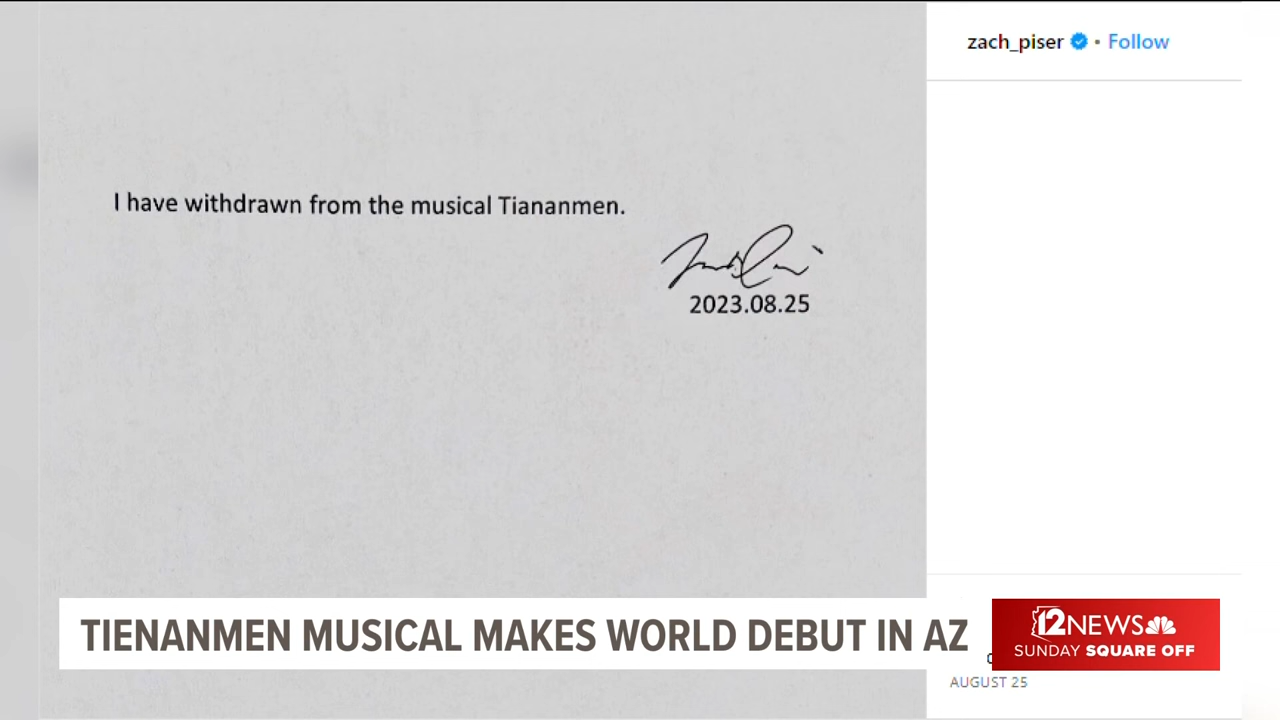 zach_piser • Follow
I have withdrawn from the musical Tiananmen.
2023.08.25
TIENANMEN MUSICAL MAKES WORLD DEBUT IN AZ
12NEWS
SUNDAY SQUARE OFF
AUGUST 25